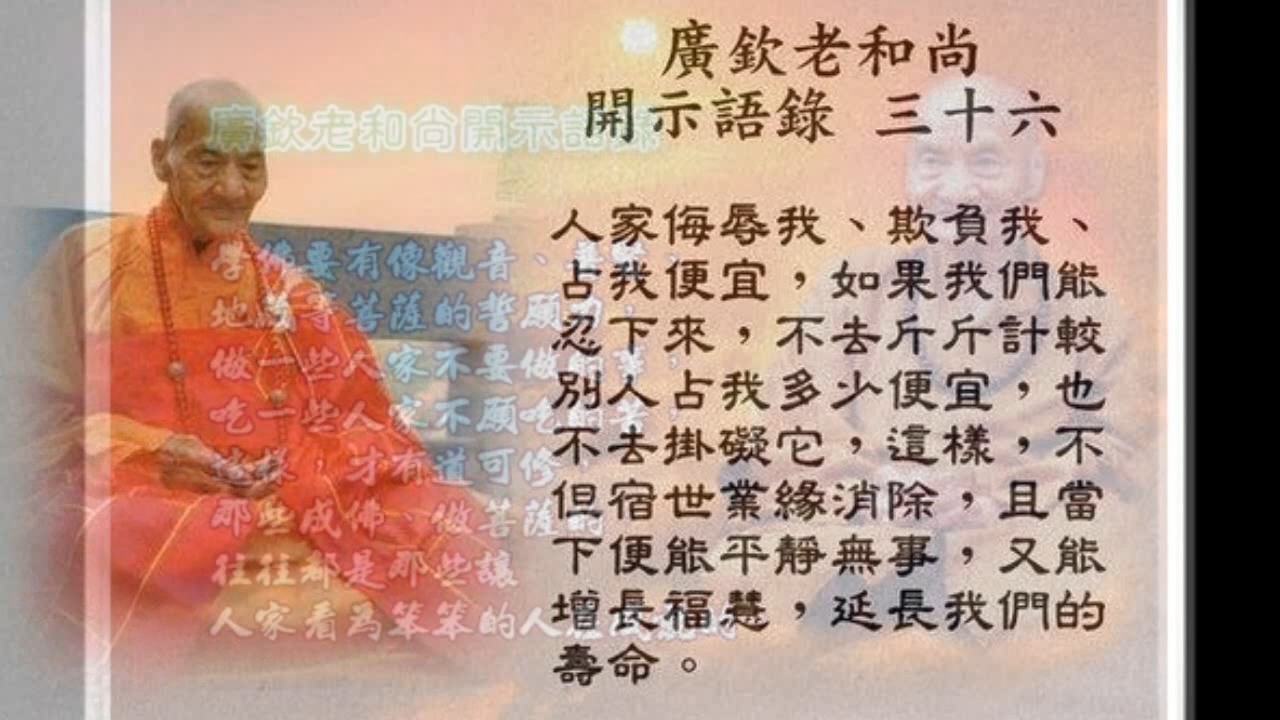 廣欽老和尚
開示語錄 三十六
人家侮辱我、欺負我、
占我便宜，如果我們能
忍下來，不去斤斤計較
別人占我多少便宜，也
不去掛礙它，這樣，不
但宿世業緣消除，且當
下便能平靜無事，又能
增長福慧，延長我們的
壽命。
廣欽老和尚開示語錄
學佛要有像觀音、
地 等菩薩的誓願力，
做一些人家不要做的事，
吃一些人家不願吃的苦，
這樣，才有道可修，
那些成佛、做菩薩的
往往都是那些讓
人家看為笨笨的人 的